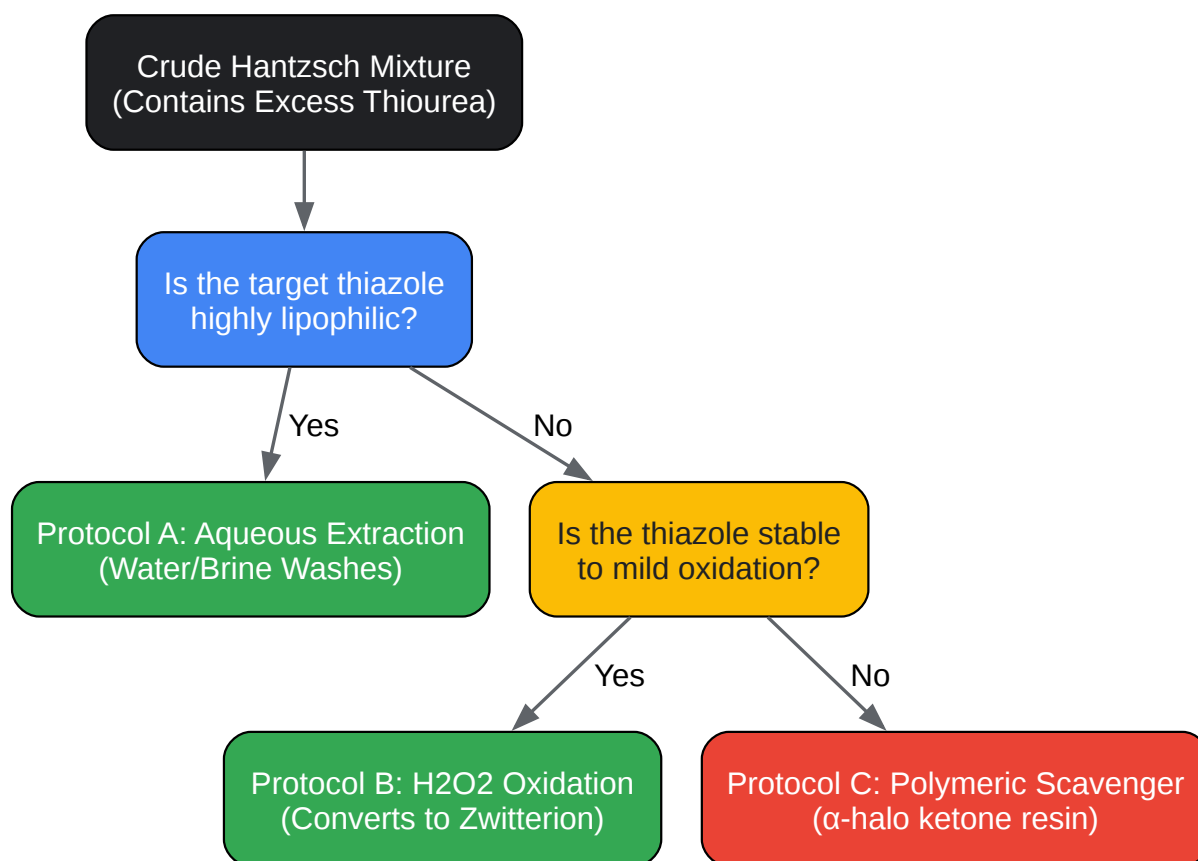 Crude Hantzsch Mixture
(Contains Excess Thiourea)
Is the target thiazole
highly lipophilic?
Yes
No
Protocol A: Aqueous Extraction
(Water/Brine Washes)
Is the thiazole stable
to mild oxidation?
Yes
No
Protocol B: H2O2 Oxidation
(Converts to Zwitterion)
Protocol C: Polymeric Scavenger
(α-halo ketone resin)